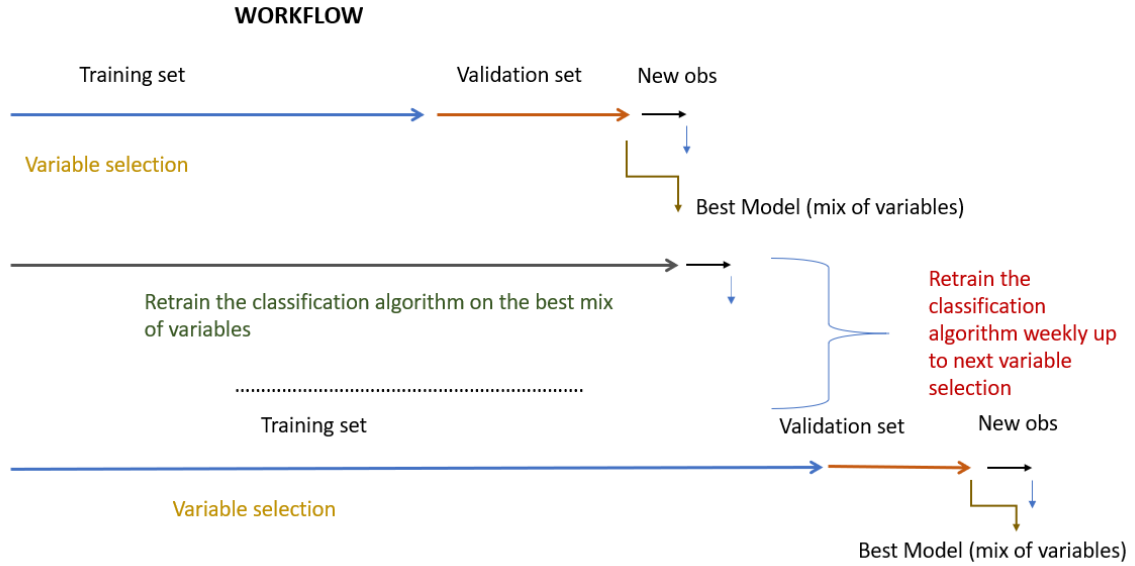 WORKFLOW
Training set
Validation set
New obs
Variable selection
Best Model (mix of variables)
Retrain the classification algorithm on the best mix
of variables
Retrain the
classification
algorithm weekly up
to next variable
selection
Training set
Validation set
New obs
Variable selection
Best Model (mix of variables)